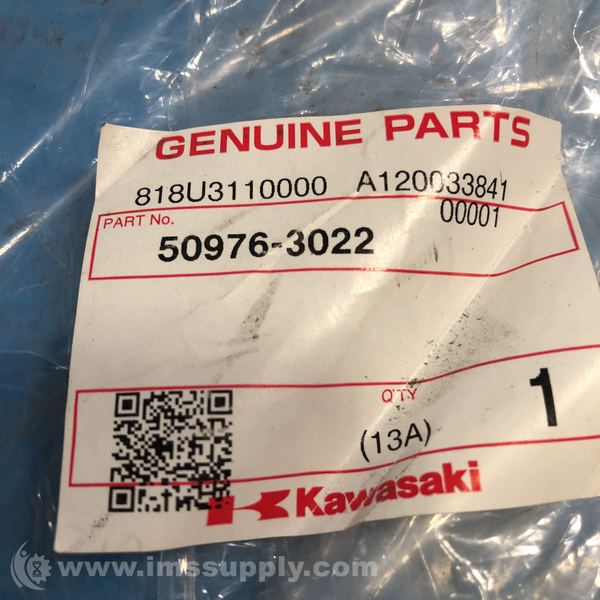 GENUINE PARTS
818U3110000 A120033841
PART No. 00001
50976-3022
Q'TY
1
(13A)
Kawasaki
www.imssupply.com